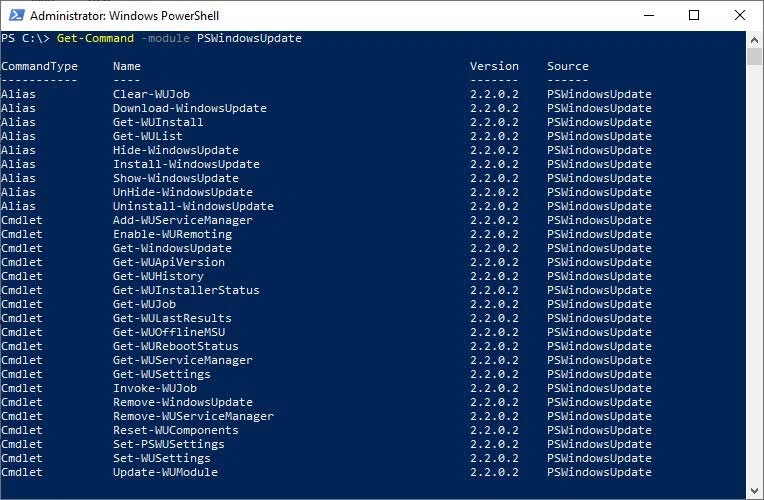 Administrator: Windows PowerShell
PS C:\> Get-Command -module PSWindowsUpdate
CommandType Name Version Source
----------- ---- ------- ------
Alias Clear-WUJob 2.2.0.2 PSWindowsUpdate
Alias Download-WindowsUpdate 2.2.0.2 PSWindowsUpdate
Alias Get-WUInstall 2.2.0.2 PSWindowsUpdate
Alias Get-WUList 2.2.0.2 PSWindowsUpdate
Alias Hide-WindowsUpdate 2.2.0.2 PSWindowsUpdate
Alias Install-WindowsUpdate 2.2.0.2 PSWindowsUpdate
Alias Show-WindowsUpdate 2.2.0.2 PSWindowsUpdate
Alias UnHide-WindowsUpdate 2.2.0.2 PSWindowsUpdate
Alias Uninstall-WindowsUpdate 2.2.0.2 PSWindowsUpdate
Cmdlet Add-WUServiceManager 2.2.0.2 PSWindowsUpdate
Cmdlet Enable-WURemoting 2.2.0.2 PSWindowsUpdate
Cmdlet Get-WindowsUpdate 2.2.0.2 PSWindowsUpdate
Cmdlet Get-WUApiVersion 2.2.0.2 PSWindowsUpdate
Cmdlet Get-WUHistory 2.2.0.2 PSWindowsUpdate
Cmdlet Get-WUInstallerStatus 2.2.0.2 PSWindowsUpdate
Cmdlet Get-WUJob 2.2.0.2 PSWindowsUpdate
Cmdlet Get-WULastResults 2.2.0.2 PSWindowsUpdate
Cmdlet Get-WUOfflineMSU 2.2.0.2 PSWindowsUpdate
Cmdlet Get-WURebootStatus 2.2.0.2 PSWindowsUpdate
Cmdlet Get-WUServiceManager 2.2.0.2 PSWindowsUpdate
Cmdlet Get-WUSettings 2.2.0.2 PSWindowsUpdate
Cmdlet Invoke-WUJob 2.2.0.2 PSWindowsUpdate
Cmdlet Remove-WindowsUpdate 2.2.0.2 PSWindowsUpdate
Cmdlet Remove-WUServiceManager 2.2.0.2 PSWindowsUpdate
Cmdlet Reset-WUComponents 2.2.0.2 PSWindowsUpdate
Cmdlet Set-PSWUSettings 2.2.0.2 PSWindowsUpdate
Cmdlet Set-WUSettings 2.2.0.2 PSWindowsUpdate
Cmdlet Update-WUModule 2.2.0.2 PSWindowsUpdate